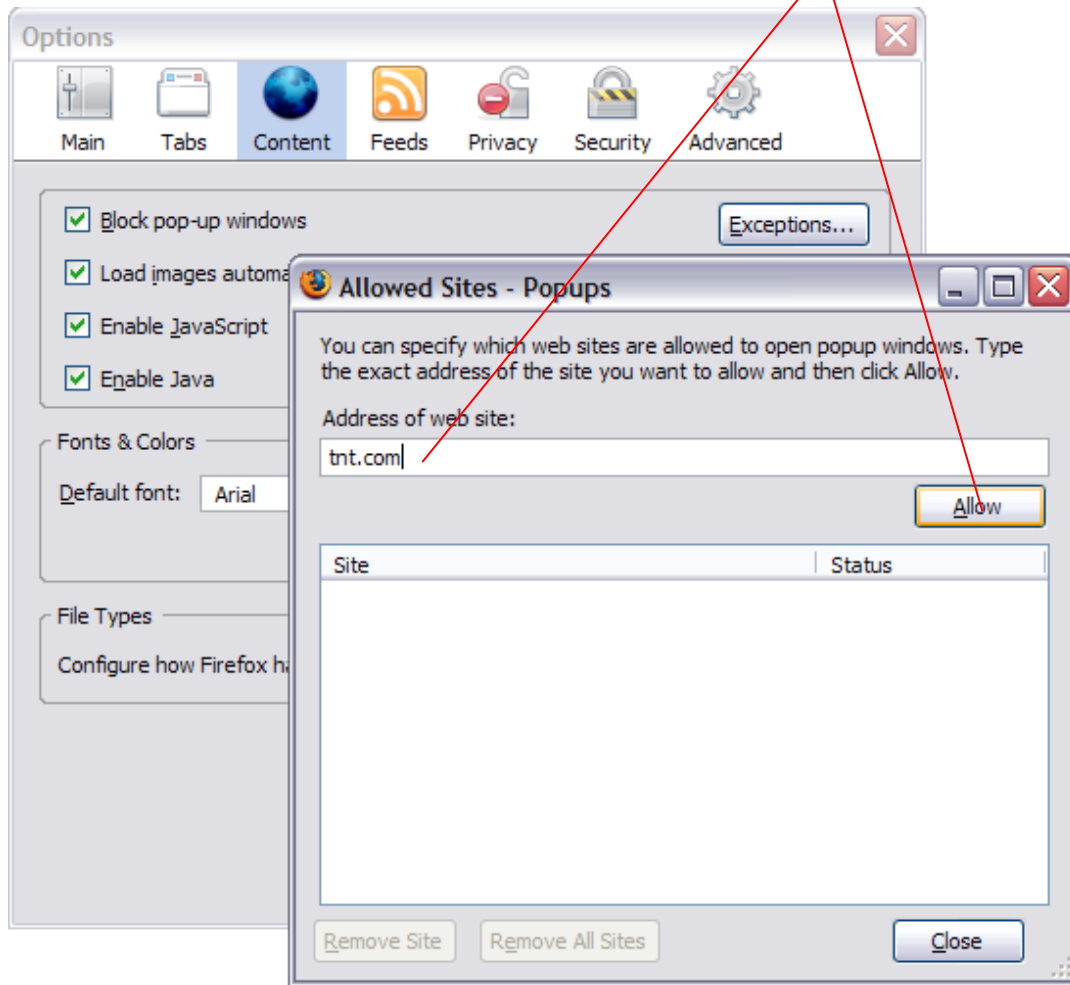 Options
Main Tabs Content Feeds Privacy Security Advanced
Block pop-up windows Exceptions...
Load images
Enable JavaScript
Enable Java
Fonts & Colors
Default font: Arial
File Types
Configure how Firefox
Allowed Sites - Popups
You can specify which web sites are allowed to open popup windows. Type
the exact address of the site you want to allow and then click Allow.
Address of web site:
tnt.com
Allow
Site Status
Remove Site Remove All Sites Close